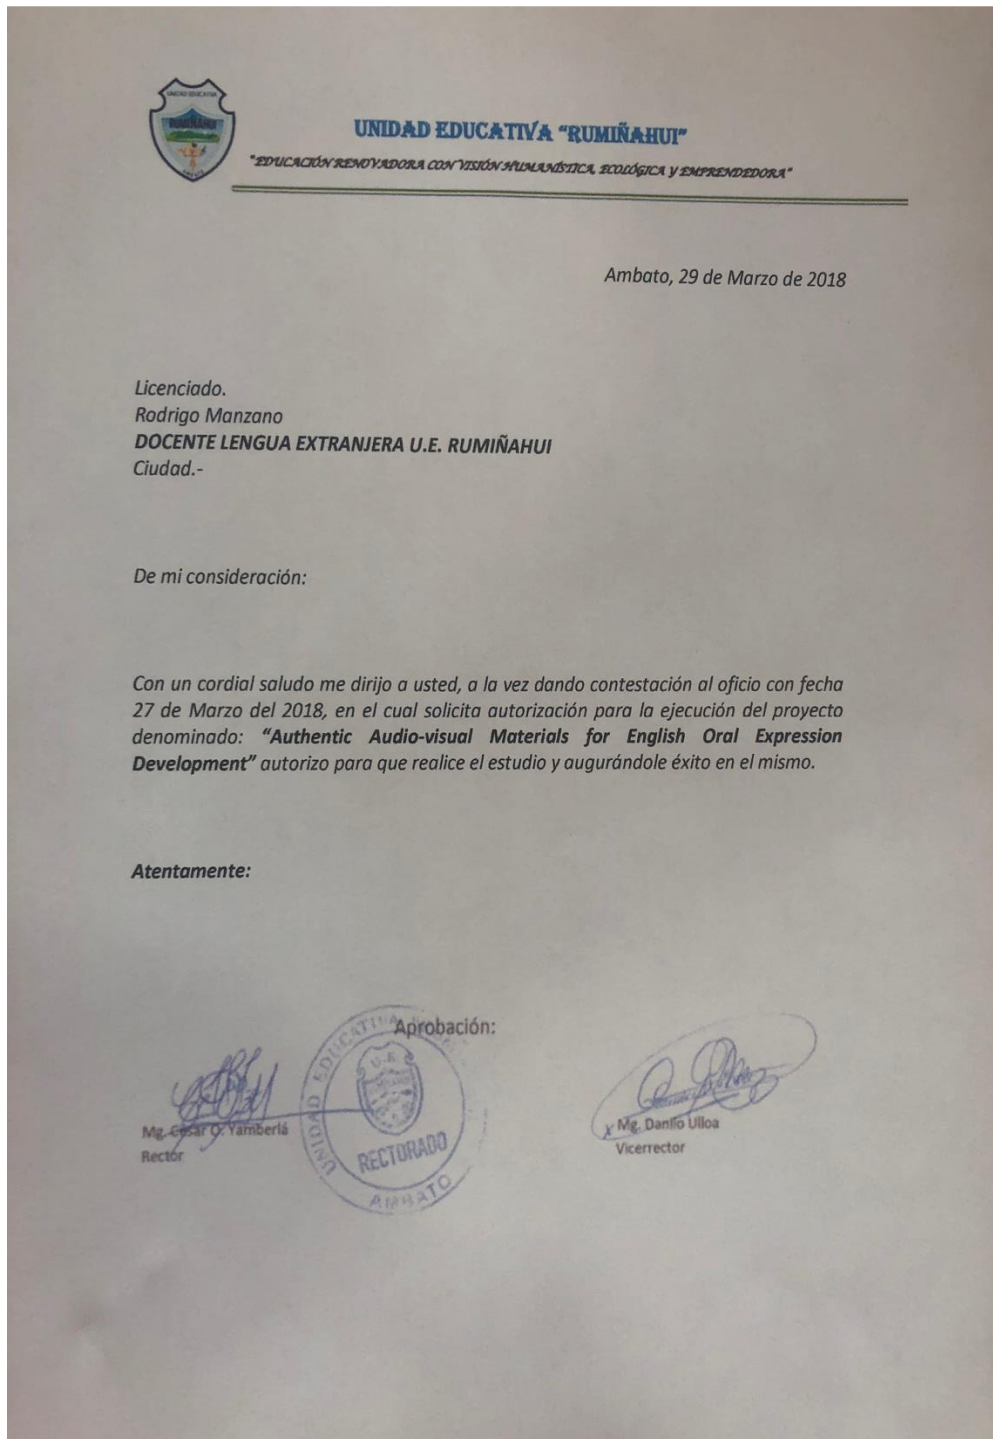 UNIDAD EDUCATIVA
RUMIÑAHUI
UNIDAD EDUCATIVA “RUMIÑAHUI”
"EDUCACIÓN RENOVADORA CON VISIÓN HUMANÍSTICA, ECOLÓGICA Y EMPRENDEDORA"
Ambato, 29 de Marzo de 2018
Licenciado.
Rodrigo Manzano
DOCENTE LENGUA EXTRANJERA U.E. RUMIÑAHUI
Ciudad.-
De mi consideración:
Con un cordial saludo me dirijo a usted, a la vez dando contestación al oficio con fecha
27 de Marzo del 2018, en el cual solicita autorización para la ejecución del proyecto
denominado: “Authentic Audio-visual Materials for English Oral Expression
Development” autorizo para que realice el estudio y augurándole éxito en el mismo.
Atentamente:
Aprobación:
UNIDAD EDUCATIVA
U.E.
RECTORADO
AMBATO
Mg. César O. Yamberlá
Rector
Mg. Danilo Ulloa
Vicerrector